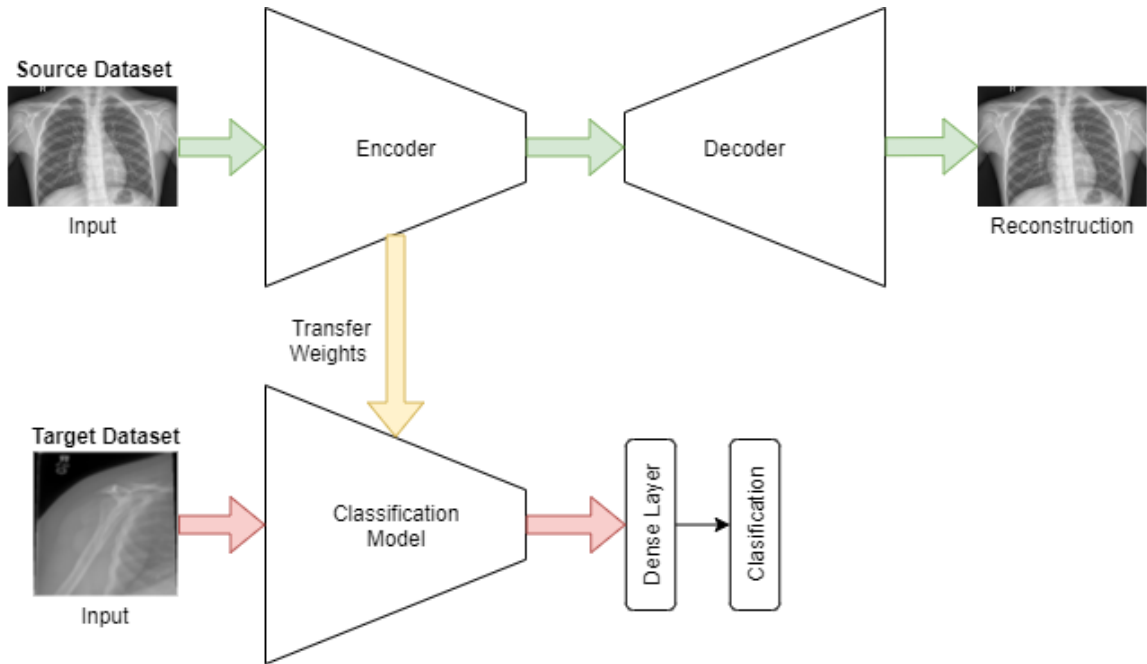 Source Dataset
Input
Encoder
Decoder
Reconstruction
Transfer
Weights
Target Dataset
Input
Classification
Model
Dense Layer
Clasification